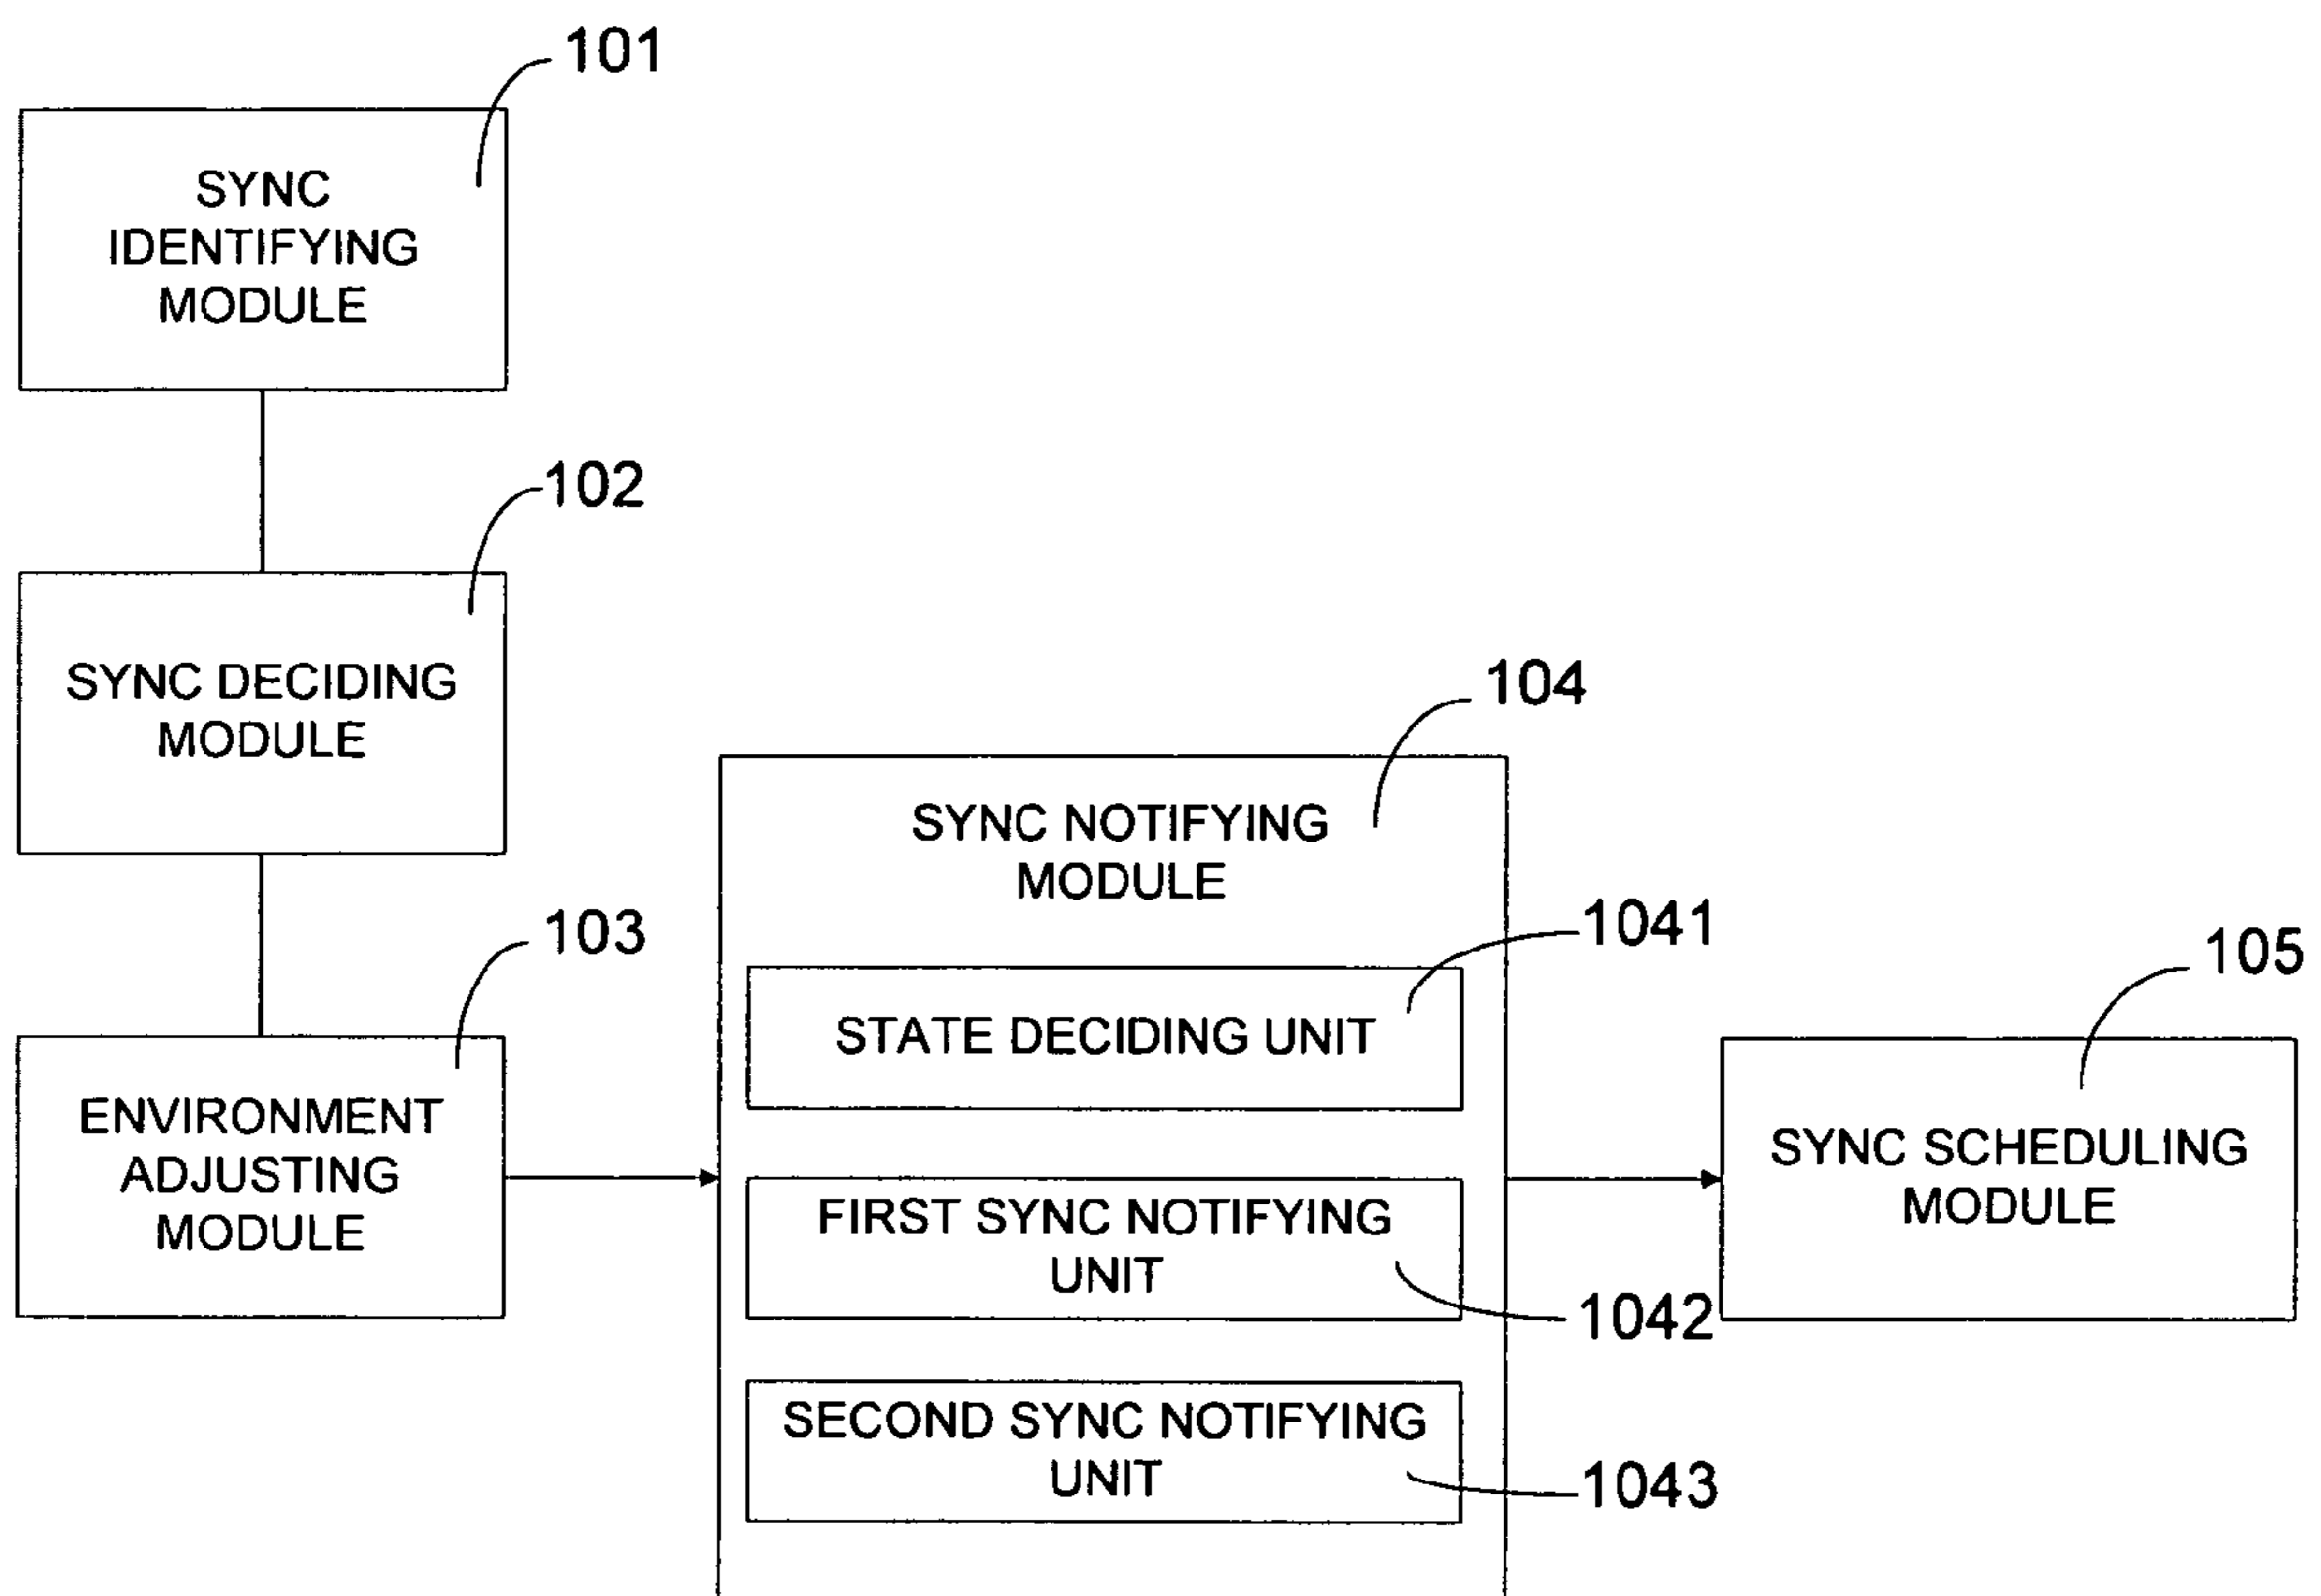 101
SYNC
IDENTIFYING
MODULE
102
SYNC DECIDING
MODULE
103
ENVIRONMENT
ADJUSTING
MODULE
104
SYNC NOTIFYING
MODULE
1041
STATE DECIDING UNIT
FIRST SYNC NOTIFYING
UNIT
1042
SECOND SYNC NOTIFYING
UNIT
1043
105
SYNC SCHEDULING
MODULE